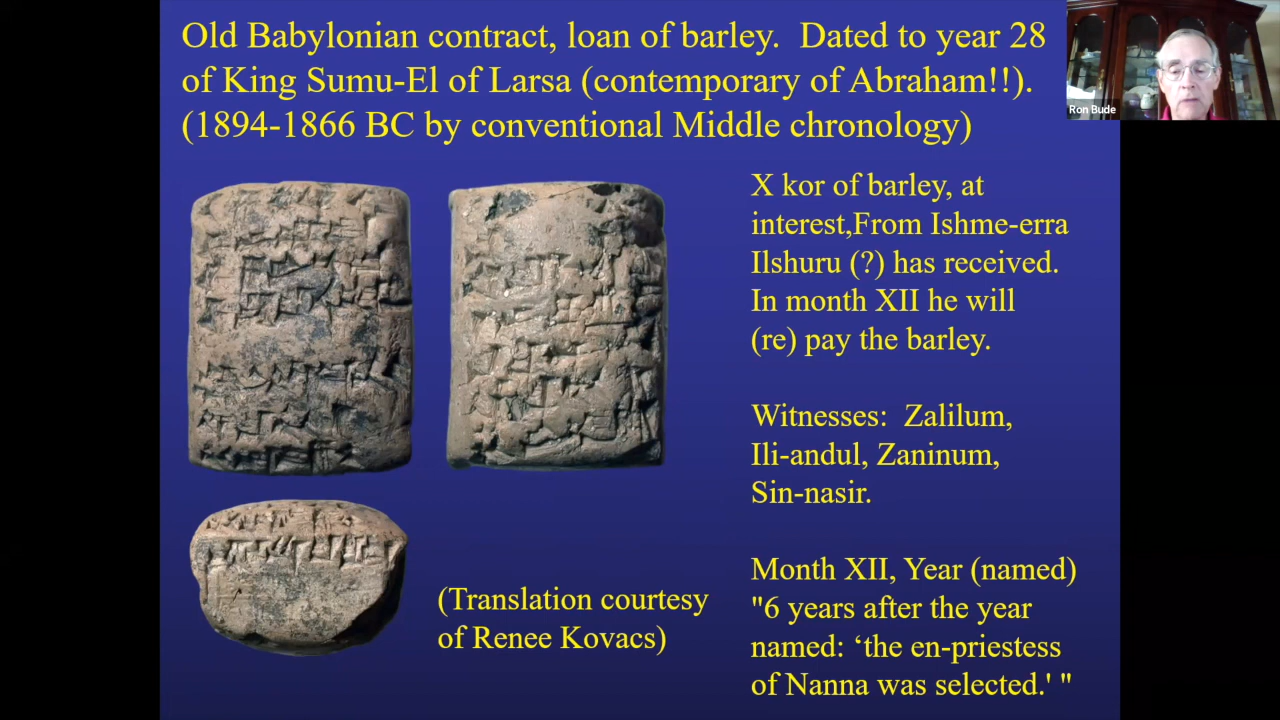 Old Babylonian contract, loan of barley.  Dated to year 28
of King Sumu-El of Larsa (contemporary of Abraham!!).
(1894-1866 BC by conventional Middle chronology)
Ron Bude
X kor of barley, at
interest,From Ishme-erra
Ilshuru (?) has received.
In month XII he will
(re) pay the barley.
Witnesses:  Zalilum,
Ili-andul, Zaninum,
Sin-nasir.
Month XII, Year (named)
"6 years after the year
named: ‘the en-priestess
of Nanna was selected.' "
(Translation courtesy
of Renee Kovacs)